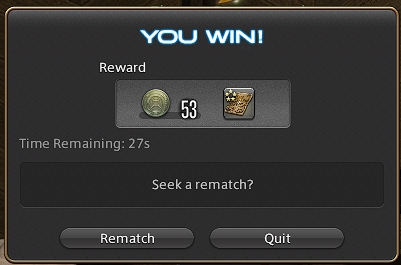 YOU WIN!
Reward
53
Time Remaining: 27s
Seek a rematch?
Rematch
Quit